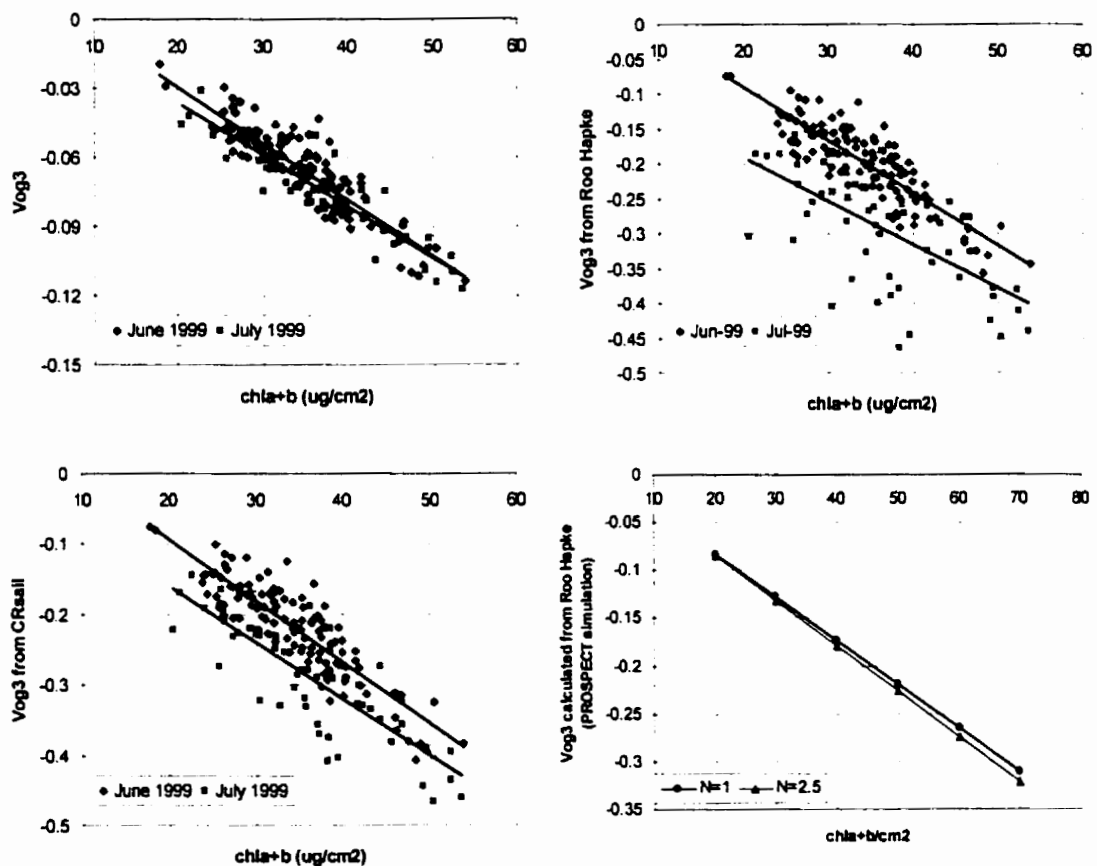 0
10 20 30 40 50 60
-0.03
-0.06
-0.09
-0.12
-0.15
Vog3
June 1999 July 1999
chla+b (ug/cm2)
0
10 20 30 40 50 60
-0.05
-0.1
-0.15
-0.2
-0.25
-0.3
-0.35
-0.4
-0.45
-0.5
Vog3 from Roo Hapke
Jun-99 Jul-99
chla+b (ug/cm2)
0
10 20 30 40 50 60
-0.1
-0.2
-0.3
-0.4
-0.5
Vog3 from CRsail
June 1999 July 1999
chla+b (ug/cm2)
0
10 20 30 40 50 60 70 80
-0.05
-0.1
-0.15
-0.2
-0.25
-0.3
-0.35
Vog3 calculated from Roo Hapke
(PROSPECT simulation)
N=1 N=2.5
chla+b/cm2